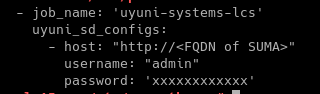 - job_name: 'uyuni-systems-lcs'
uyuni_sd_configs:
- host: "http://<FQDN of SUMA>"
username: "admin"
password: 'xxxxxxxxxxxx'